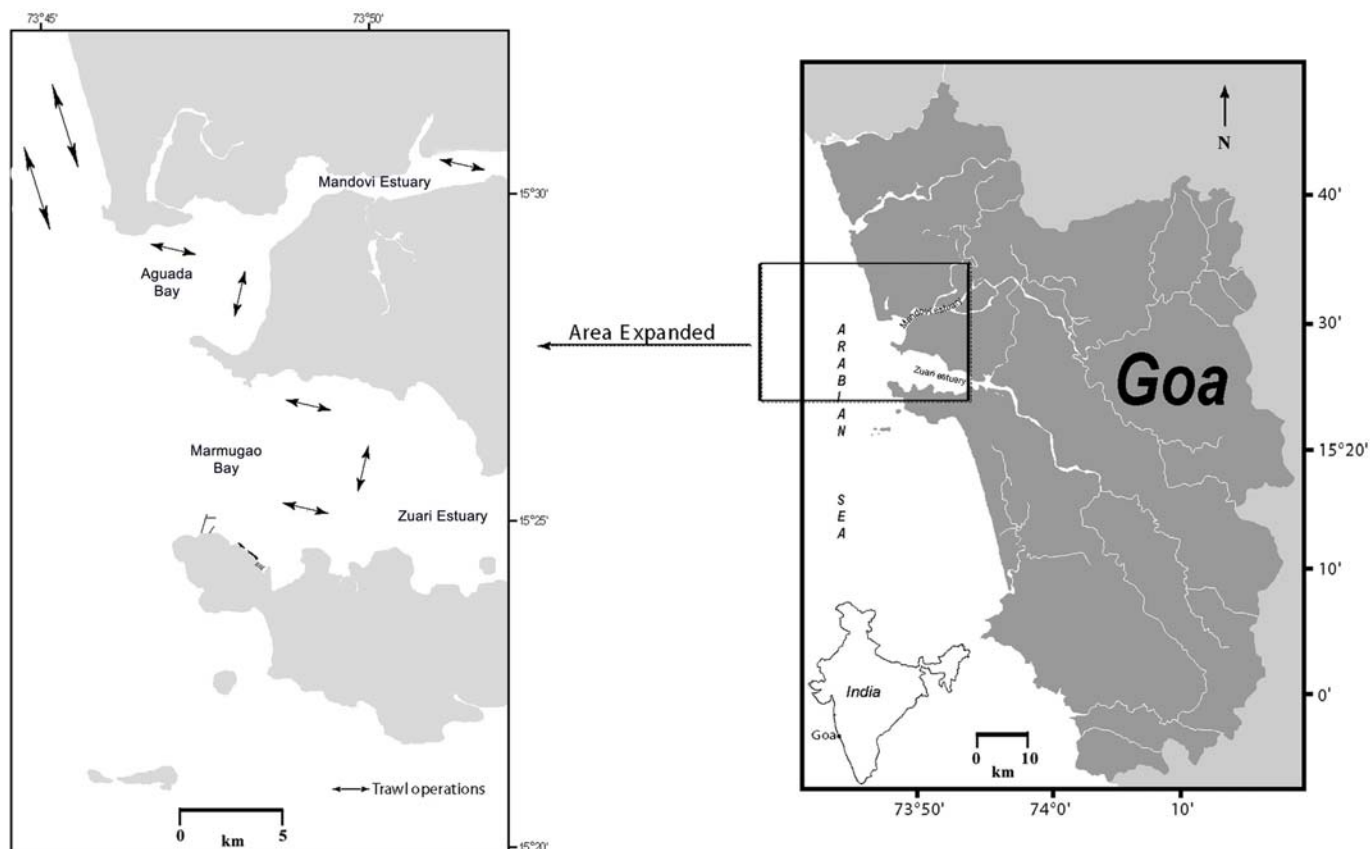 73°45'
73°50'
Mandovi Estuary
15°30'
Aguada
Bay
Marmugao
Bay
Zuari Estuary
15°25'
Trawl operations
0
5
km
15°20'
Area Expanded
N
40'
Mandovi estuary
30'
Zuari estuary
Goa
ARABIAN
SEA
15°20'
10'
India
0'
Goa
0
10
km
73°50'
74°0'
10'